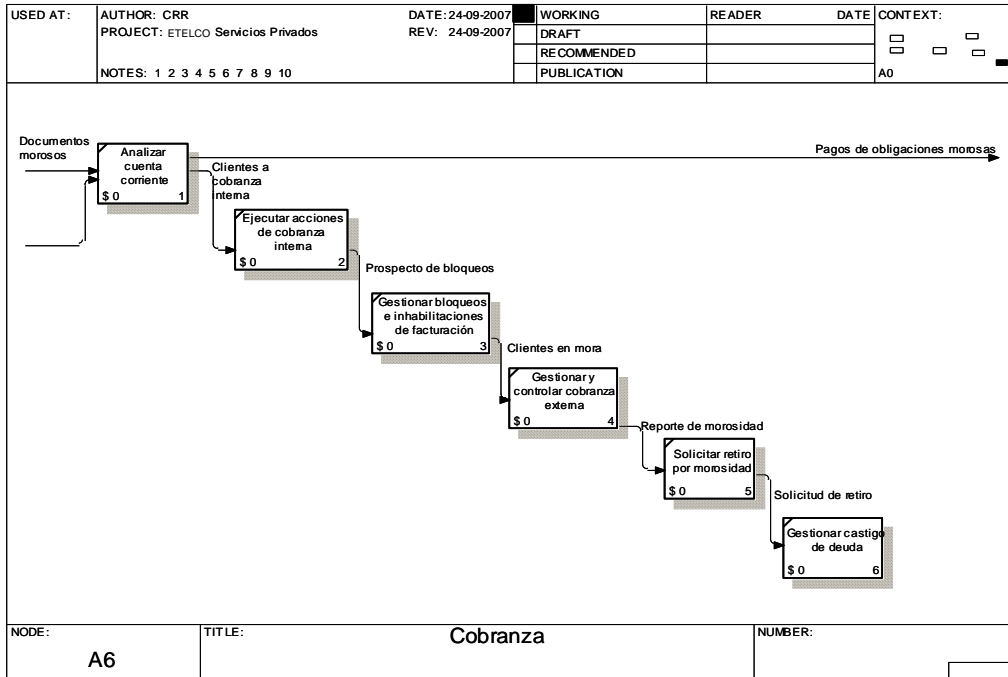 USED AT:
AUTHOR: CRR
DATE: 24-09-2007
WORKING
READER
DATE
CONTEXT:
PROJECT: ETELCO Servicios Privados
REV: 24-09-2007
DRAFT
RECOMMENDED
NOTES: 1 2 3 4 5 6 7 8 9 10
PUBLICATION
A0
Documentos
morosos
Analizar
cuenta
corriente
$ 0 1
Pagos de obligaciones morosas
Clientes a
cobranza
interna
Ejecutar acciones
de cobranza
interna
$ 0 2
Prospecto de bloqueos
Gestionar bloqueos
e inhabilitaciones
de facturación
$ 0 3
Clientes en mora
Gestionar y
controlar cobranza
externa
$ 0 4
Reporte de morosidad
Solicitar retiro
por morosidad
$ 0 5
Solicitud de retiro
Gestionar castigo
de deuda
$ 0 6
NODE:
A6
TITLE:
Cobranza
NUMBER: